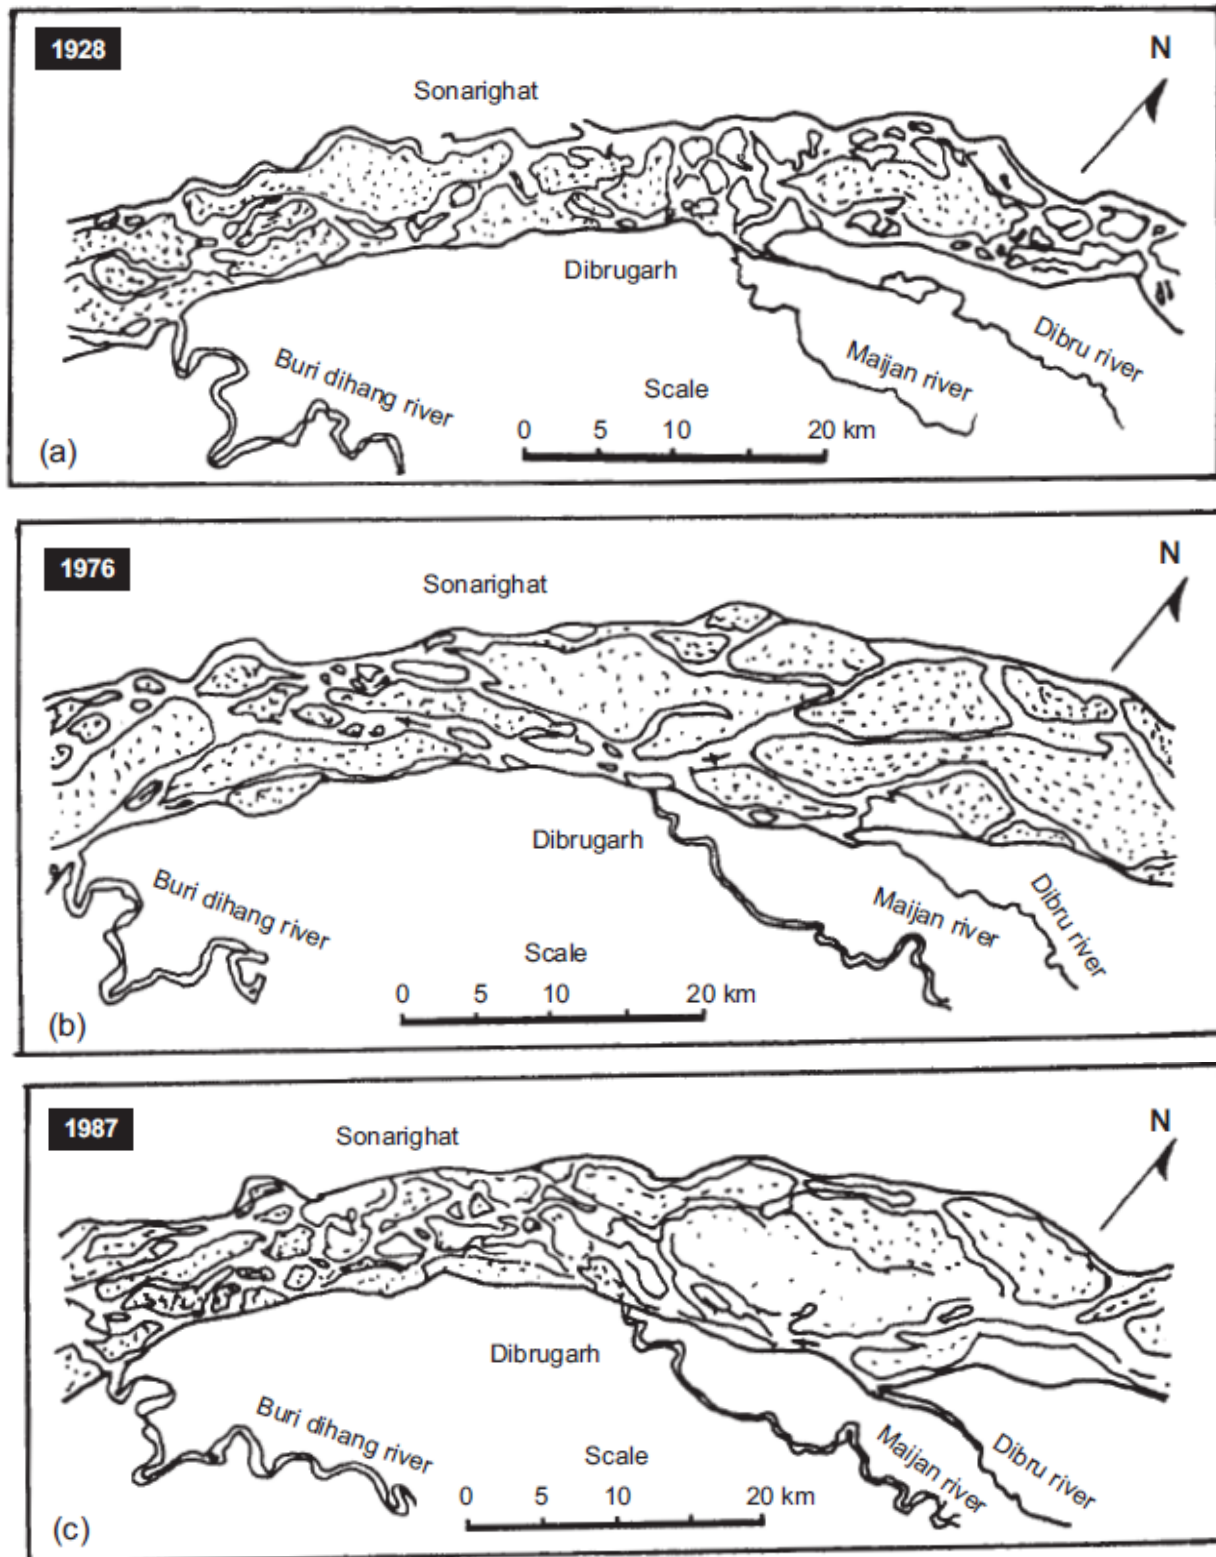 1928
N
Sonarighat
Dibrugarh
Buri dihang river
Maijan river
Dibru river
Scale
0 5 10 20 km
(a)
1976
N
Sonarighat
Dibrugarh
Buri dihang river
Maijan river
Dibru river
Scale
0 5 10 20 km
(b)
1987
N
Sonarighat
Dibrugarh
Buri dihang river
Maijan river
Dibru river
Scale
0 5 10 20 km
(c)